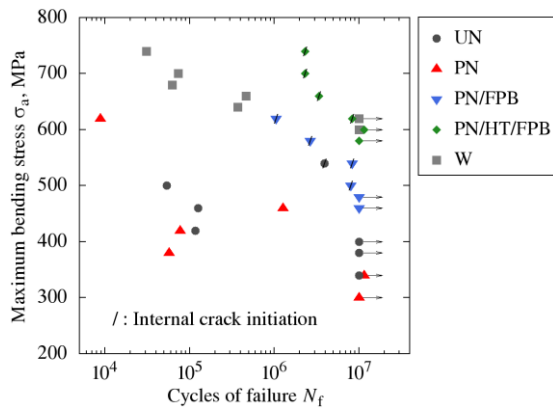 Maximum bending stress σa, MPa
800
700
600
500
400
300
200
/ : Internal crack initiation
10^4
10^5
10^6
10^7
Cycles of failure Nf
UN
PN
PN/FPB
PN/HT/FPB
W